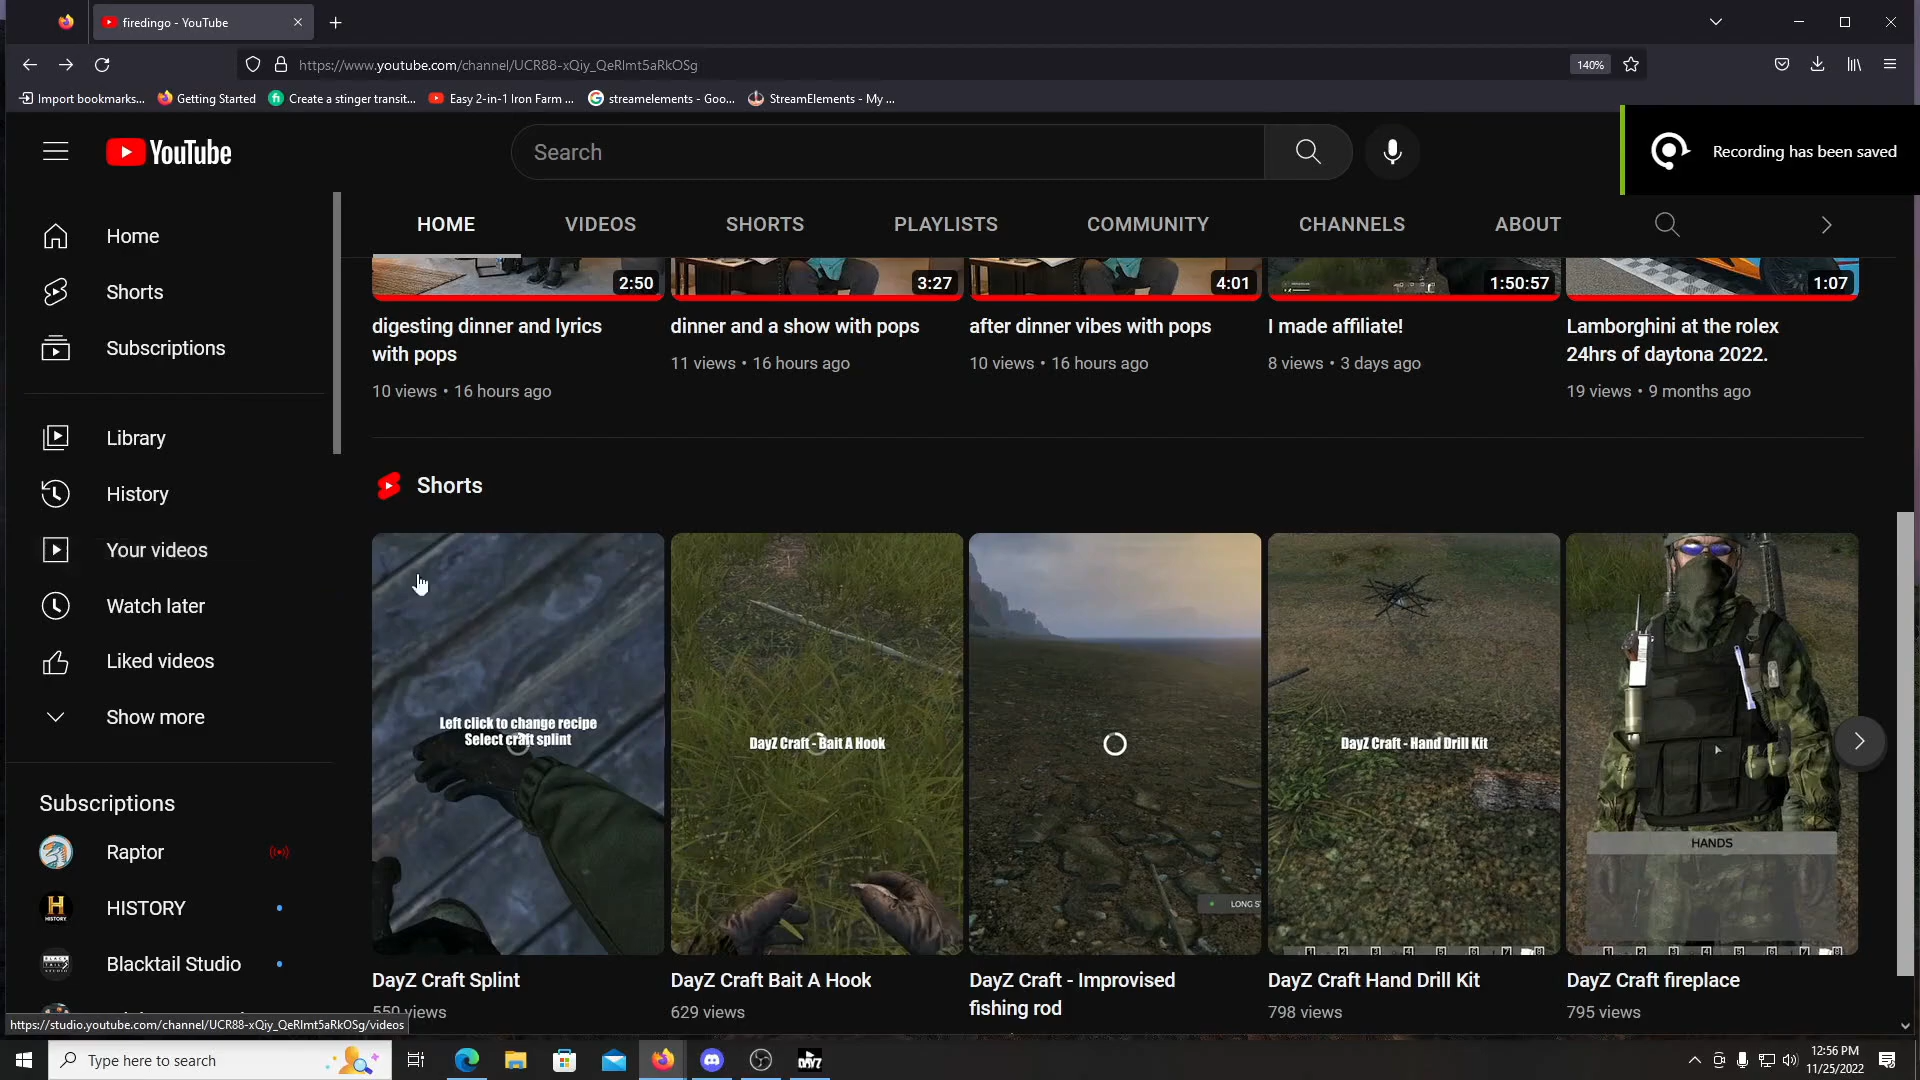 firedingo - YouTube
https://www.youtube.com/channel/UCR88-xQiy_QeRlmt5aRkOSg
140%
Import bookmarks...
Getting Started
Create a stinger transit...
Easy 2-in-1 Iron Farm ...
streamelements - Goo...
StreamElements - My ...
YouTube
Search
Recording has been saved
HOME
VIDEOS
SHORTS
PLAYLISTS
COMMUNITY
CHANNELS
ABOUT
Home
Shorts
Subscriptions
Library
History
Your videos
Watch later
Liked videos
Show more
Subscriptions
Raptor
HISTORY
Blacktail Studio
2:50
3:27
4:01
1:50:57
1:07
digesting dinner and lyrics
with pops
10 views • 16 hours ago
dinner and a show with pops
11 views • 16 hours ago
after dinner vibes with pops
10 views • 16 hours ago
I made affiliate!
8 views • 3 days ago
Lamborghini at the rolex
24hrs of daytona 2022.
19 views • 9 months ago
Shorts
Left click to change recipe
Select craft splint
DayZ Craft - Bait A Hook
LONG S
DayZ Craft - Hand Drill Kit
HANDS
DayZ Craft Splint
550 views
DayZ Craft Bait A Hook
629 views
DayZ Craft - Improvised
fishing rod
DayZ Craft Hand Drill Kit
798 views
DayZ Craft fireplace
795 views
https://studio.youtube.com/channel/UCR88-xQiy_QeRlmt5aRkOSg/videos
Type here to search
DAYZ
12:56 PM
11/25/2022